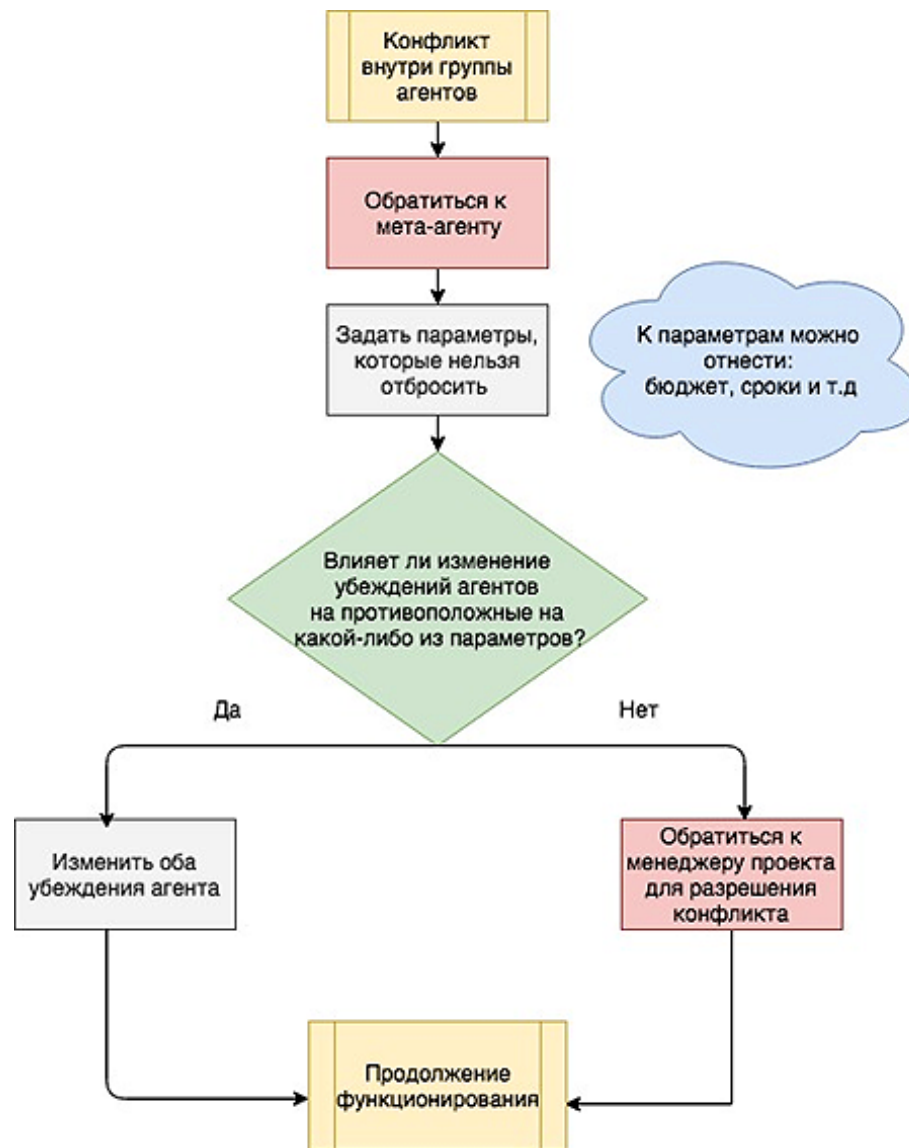 Конфликт
внутри группы
агентов
Обратиться к
мета-агенту
Задать параметры,
которые нельзя
отбросить
К параметрам можно
отнести:
бюджет, сроки и т.д
Влияет ли изменение
убеждений агентов
на противоположные на
какой-либо из параметров?
Да
Нет
Изменить оба
убеждения агента
Обратиться к
менеджеру проекта
для разрешения
конфликта
Продолжение
функционирования